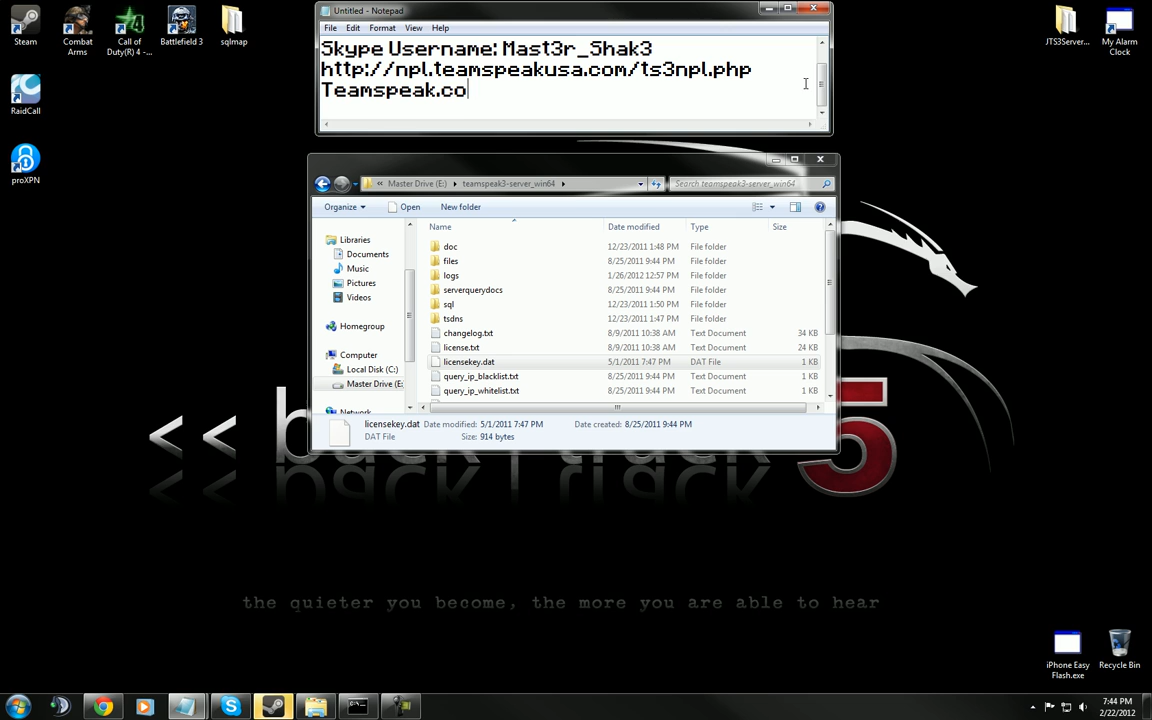 Steam
Combat Arms
Call of Duty(R) 4 -...
Battlefield 3
sqlmap
RaidCall
proXPN
JTS3Server...
My Alarm Clock
Untitled - Notepad
File Edit Format View Help
Skype Username: Mast3r_Shak3
http://npl.teamspeakusa.com/ts3npl.php
Teamspeak.co
« Master Drive (E:) teamspeak3-server_win64
Search teamspeak3-server_win64
Organize Open New folder
Name Date modified Type Size
Libraries
Documents
Music
Pictures
Videos
Homegroup
Computer
Local Disk (C:)
Master Drive (E:
Network
doc 12/23/2011 1:48 PM File folder
files 8/25/2011 9:44 PM File folder
logs 1/26/2012 12:57 PM File folder
serverquerydocs 8/25/2011 9:44 PM File folder
sql 12/23/2011 1:50 PM File folder
tsdns 12/23/2011 1:47 PM File folder
changelog.txt 8/9/2011 10:38 AM Text Document 34 KB
license.txt 8/9/2011 10:38 AM Text Document 24 KB
licensekey.dat 5/1/2011 7:47 PM DAT File 1 KB
query_ip_blacklist.txt 8/25/2011 9:44 PM Text Document 1 KB
query_ip_whitelist.txt 8/25/2011 9:44 PM Text Document 1 KB
licensekey.dat Date modified: 5/1/2011 7:47 PM Date created: 8/25/2011 9:44 PM
DAT File Size: 914 bytes
<< back | track 5
the quieter you become, the more you are able to hear
iPhone Easy Flash.exe
Recycle Bin
7:44 PM
2/22/2012